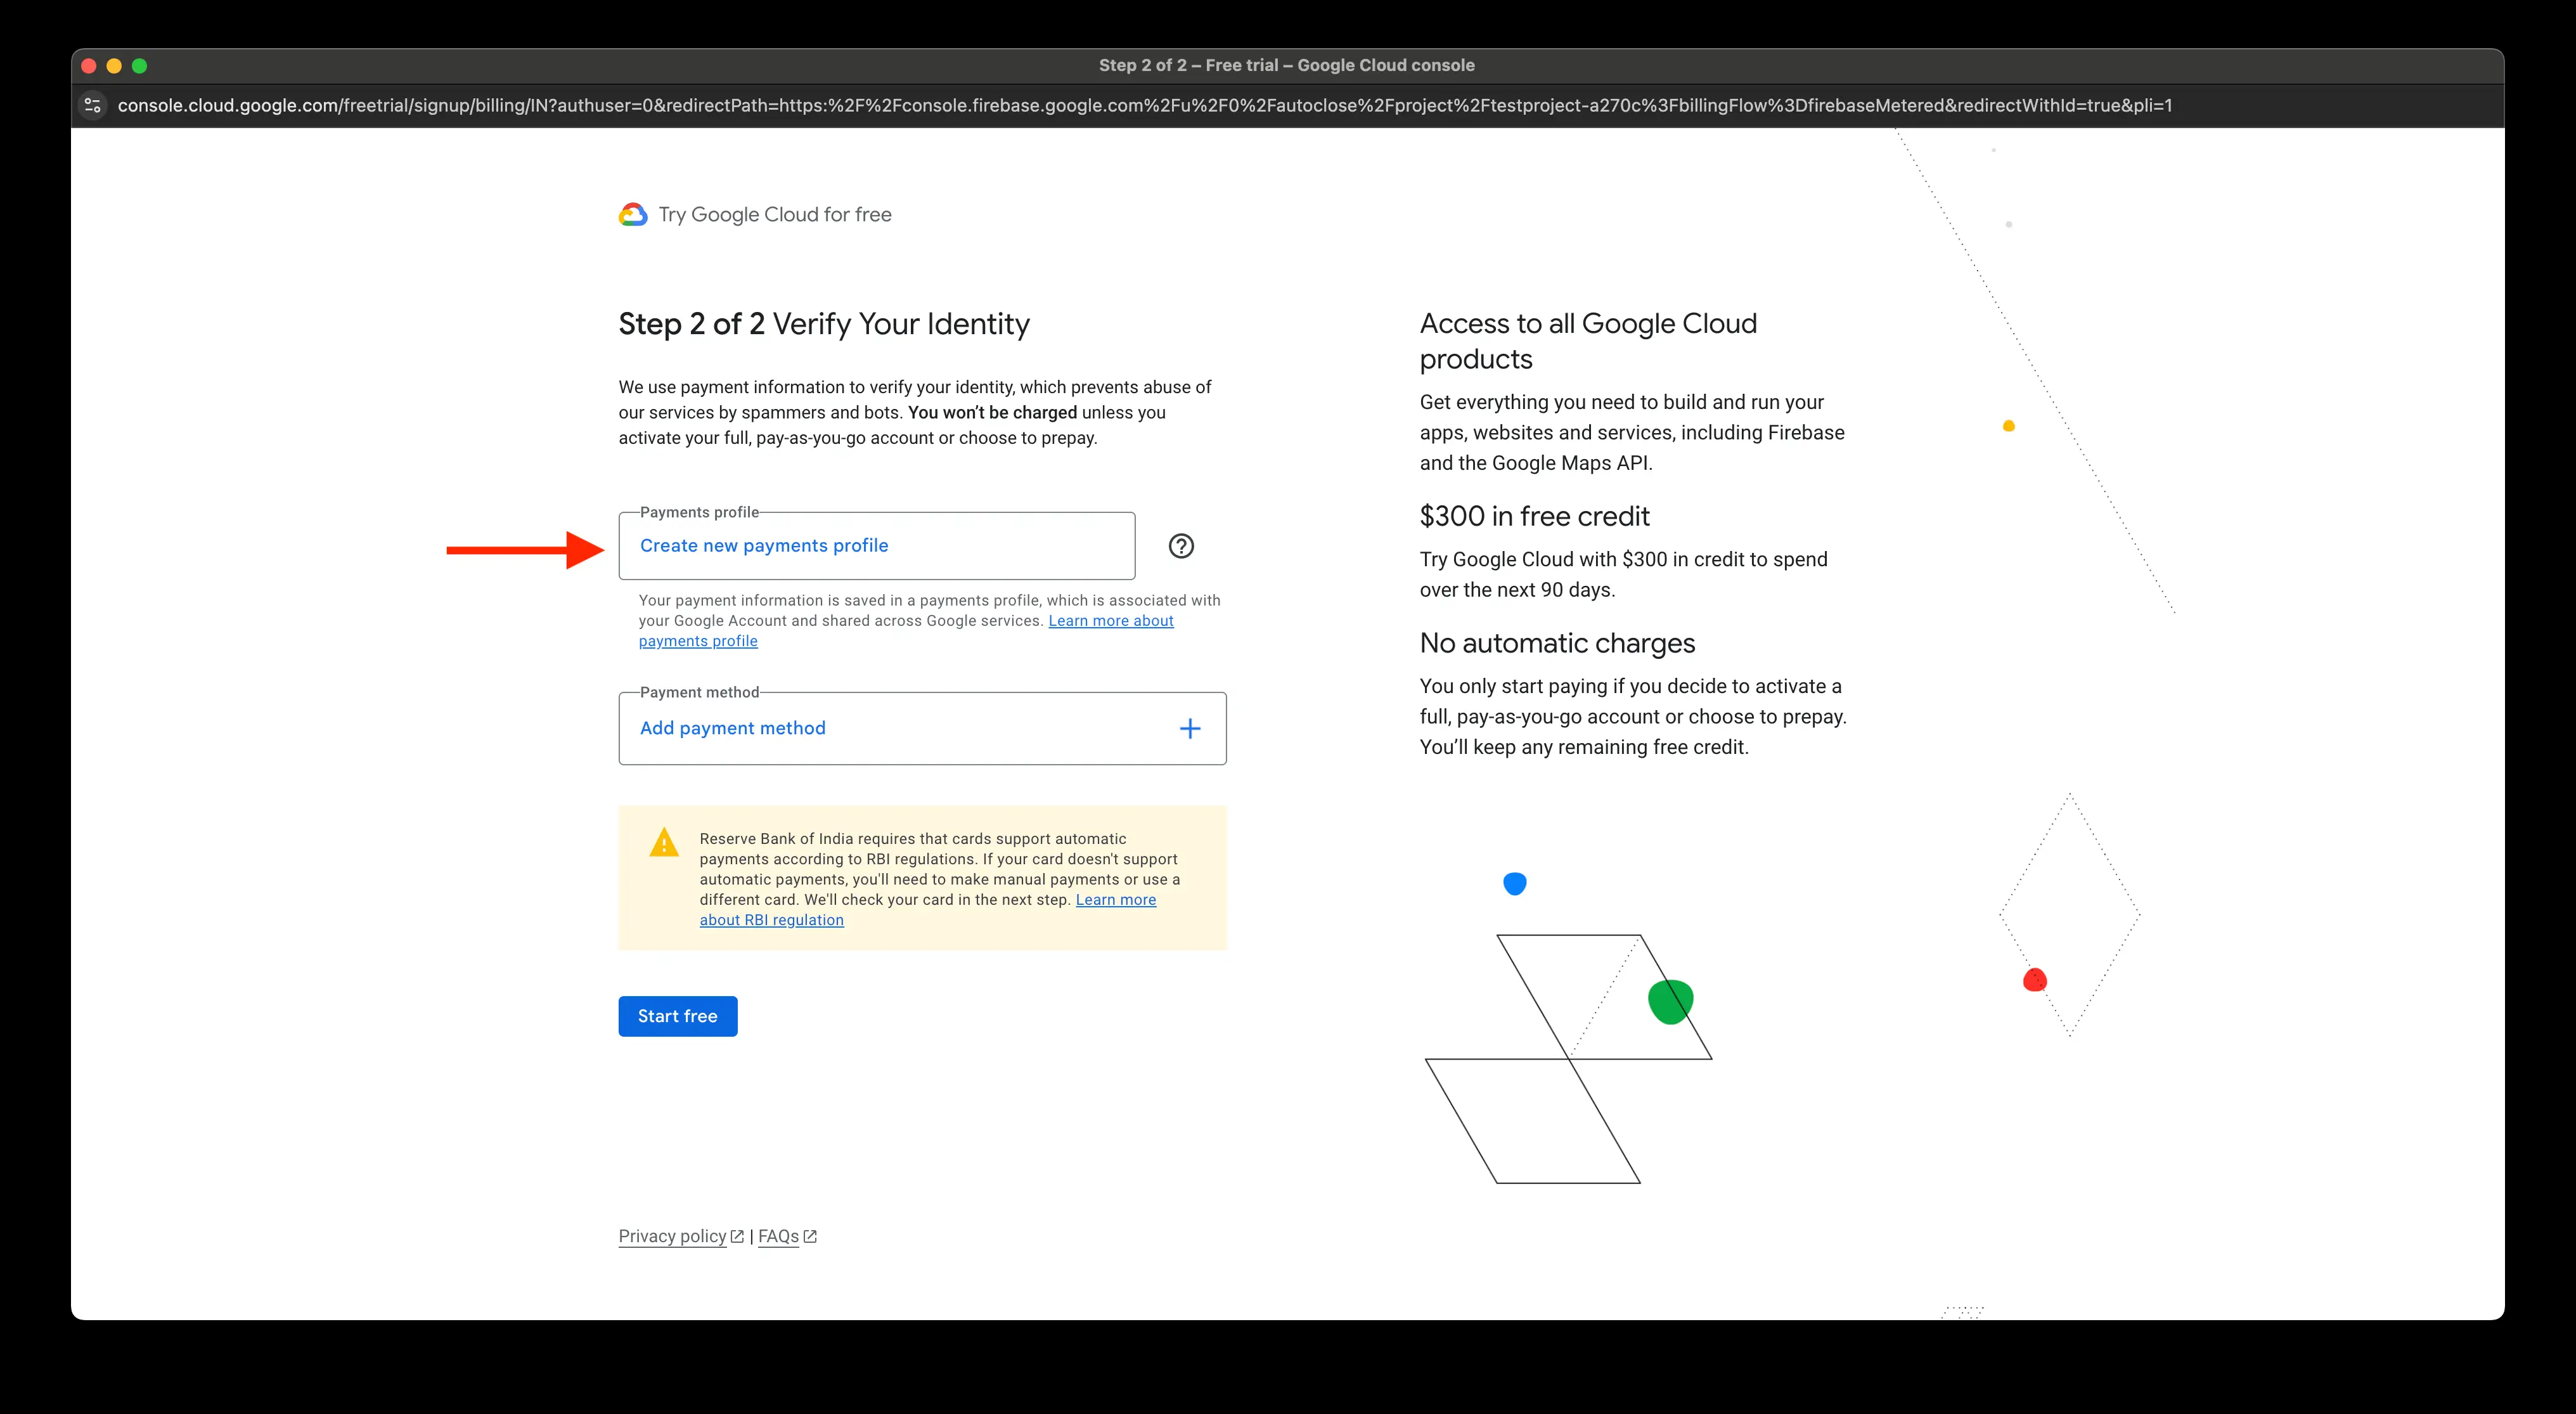 Step 2 of 2 – Free trial – Google Cloud console
console.cloud.google.com/freetrial/signup/billing/IN?authuser=0&redirectPath=https:%2F%2Fconsole.firebase.google.com%2Fu%2F0%2Fautoclose%2Fproject%2Ftestproject-a270c%3FbillingFlow%3DfirebaseMetered&redirectWithId=true&pli=1
Try Google Cloud for free
Step 2 of 2 Verify Your Identity
We use payment information to verify your identity, which prevents abuse of
our services by spammers and bots. You won’t be charged unless you
activate your full, pay-as-you-go account or choose to prepay.
Payments profile
Create new payments profile
Your payment information is saved in a payments profile, which is associated with
your Google Account and shared across Google services. Learn more about
payments profile
Payment method
Add payment method
Reserve Bank of India requires that cards support automatic
payments according to RBI regulations. If your card doesn't support
automatic payments, you'll need to make manual payments or use a
different card. We'll check your card in the next step. Learn more
about RBI regulation
Start free
Privacy policy | FAQs
Access to all Google Cloud
products
Get everything you need to build and run your
apps, websites and services, including Firebase
and the Google Maps API.
$300 in free credit
Try Google Cloud with $300 in credit to spend
over the next 90 days.
No automatic charges
You only start paying if you decide to activate a
full, pay-as-you-go account or choose to prepay.
You’ll keep any remaining free credit.